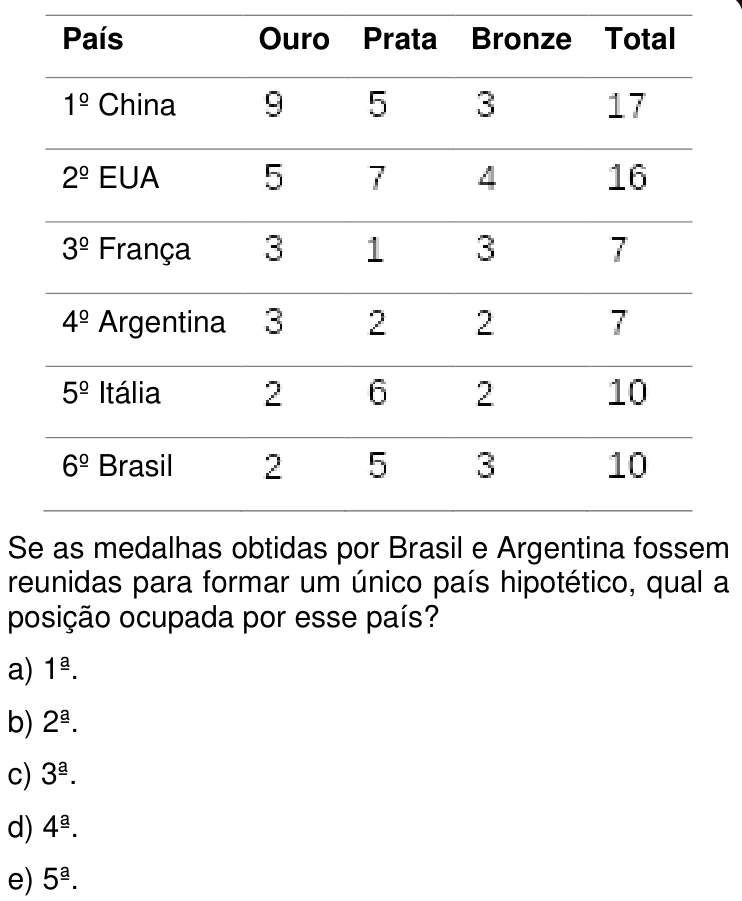 País Ouro Prata Bronze Total
1º China 9 5 3 17
2º EUA 5 7 4 16
3º França 3 1 3 7
4º Argentina 3 2 2 7
5º Itália 2 6 2 10
6º Brasil 2 5 3 10
Se as medalhas obtidas por Brasil e Argentina fossem
reunidas para formar um único país hipotético, qual a
posição ocupada por esse país?
a) 1ª.
b) 2ª.
c) 3ª.
d) 4ª.
e) 5ª.